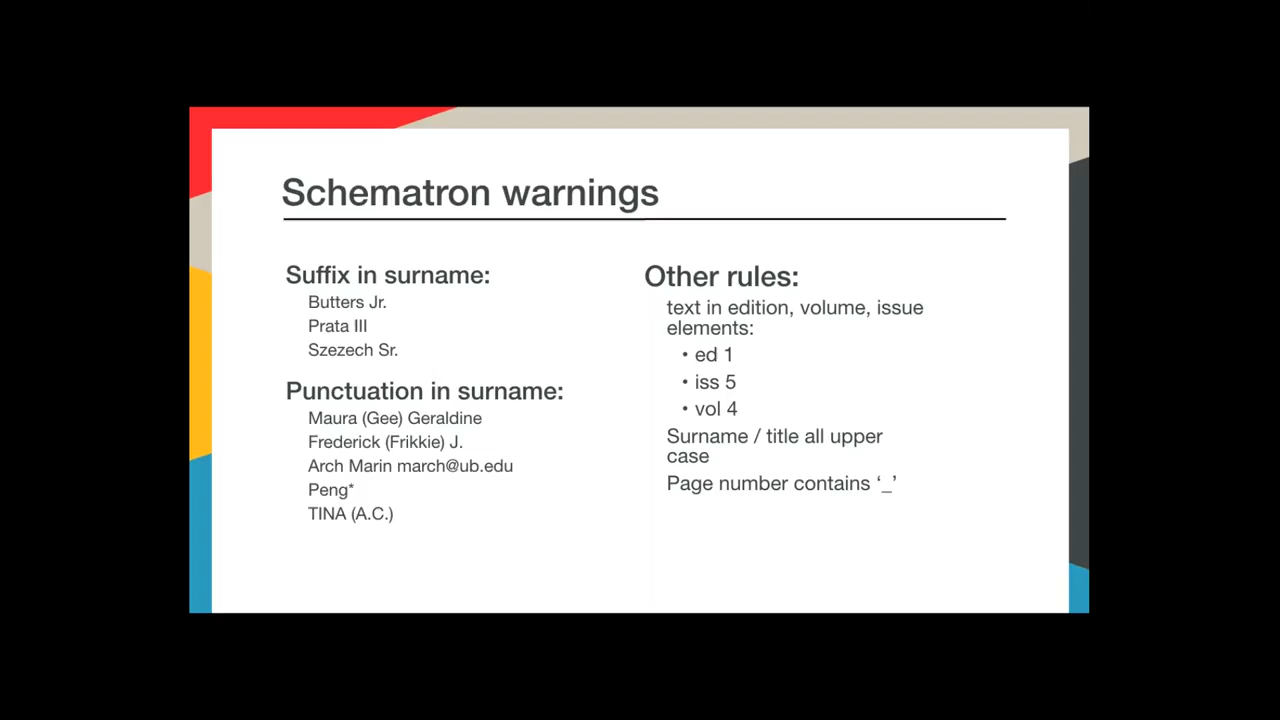 Schematron warnings
Suffix in surname:
Butters Jr.
Prata III
Szezech Sr.
Punctuation in surname:
Maura (Gee) Geraldine
Frederick (Frikkie) J.
Arch Marin march@ub.edu
Peng*
TINA (A.C.)
Other rules:
text in edition, volume, issue
elements:
• ed 1
• iss 5
• vol 4
Surname / title all upper
case
Page number contains ‘_’